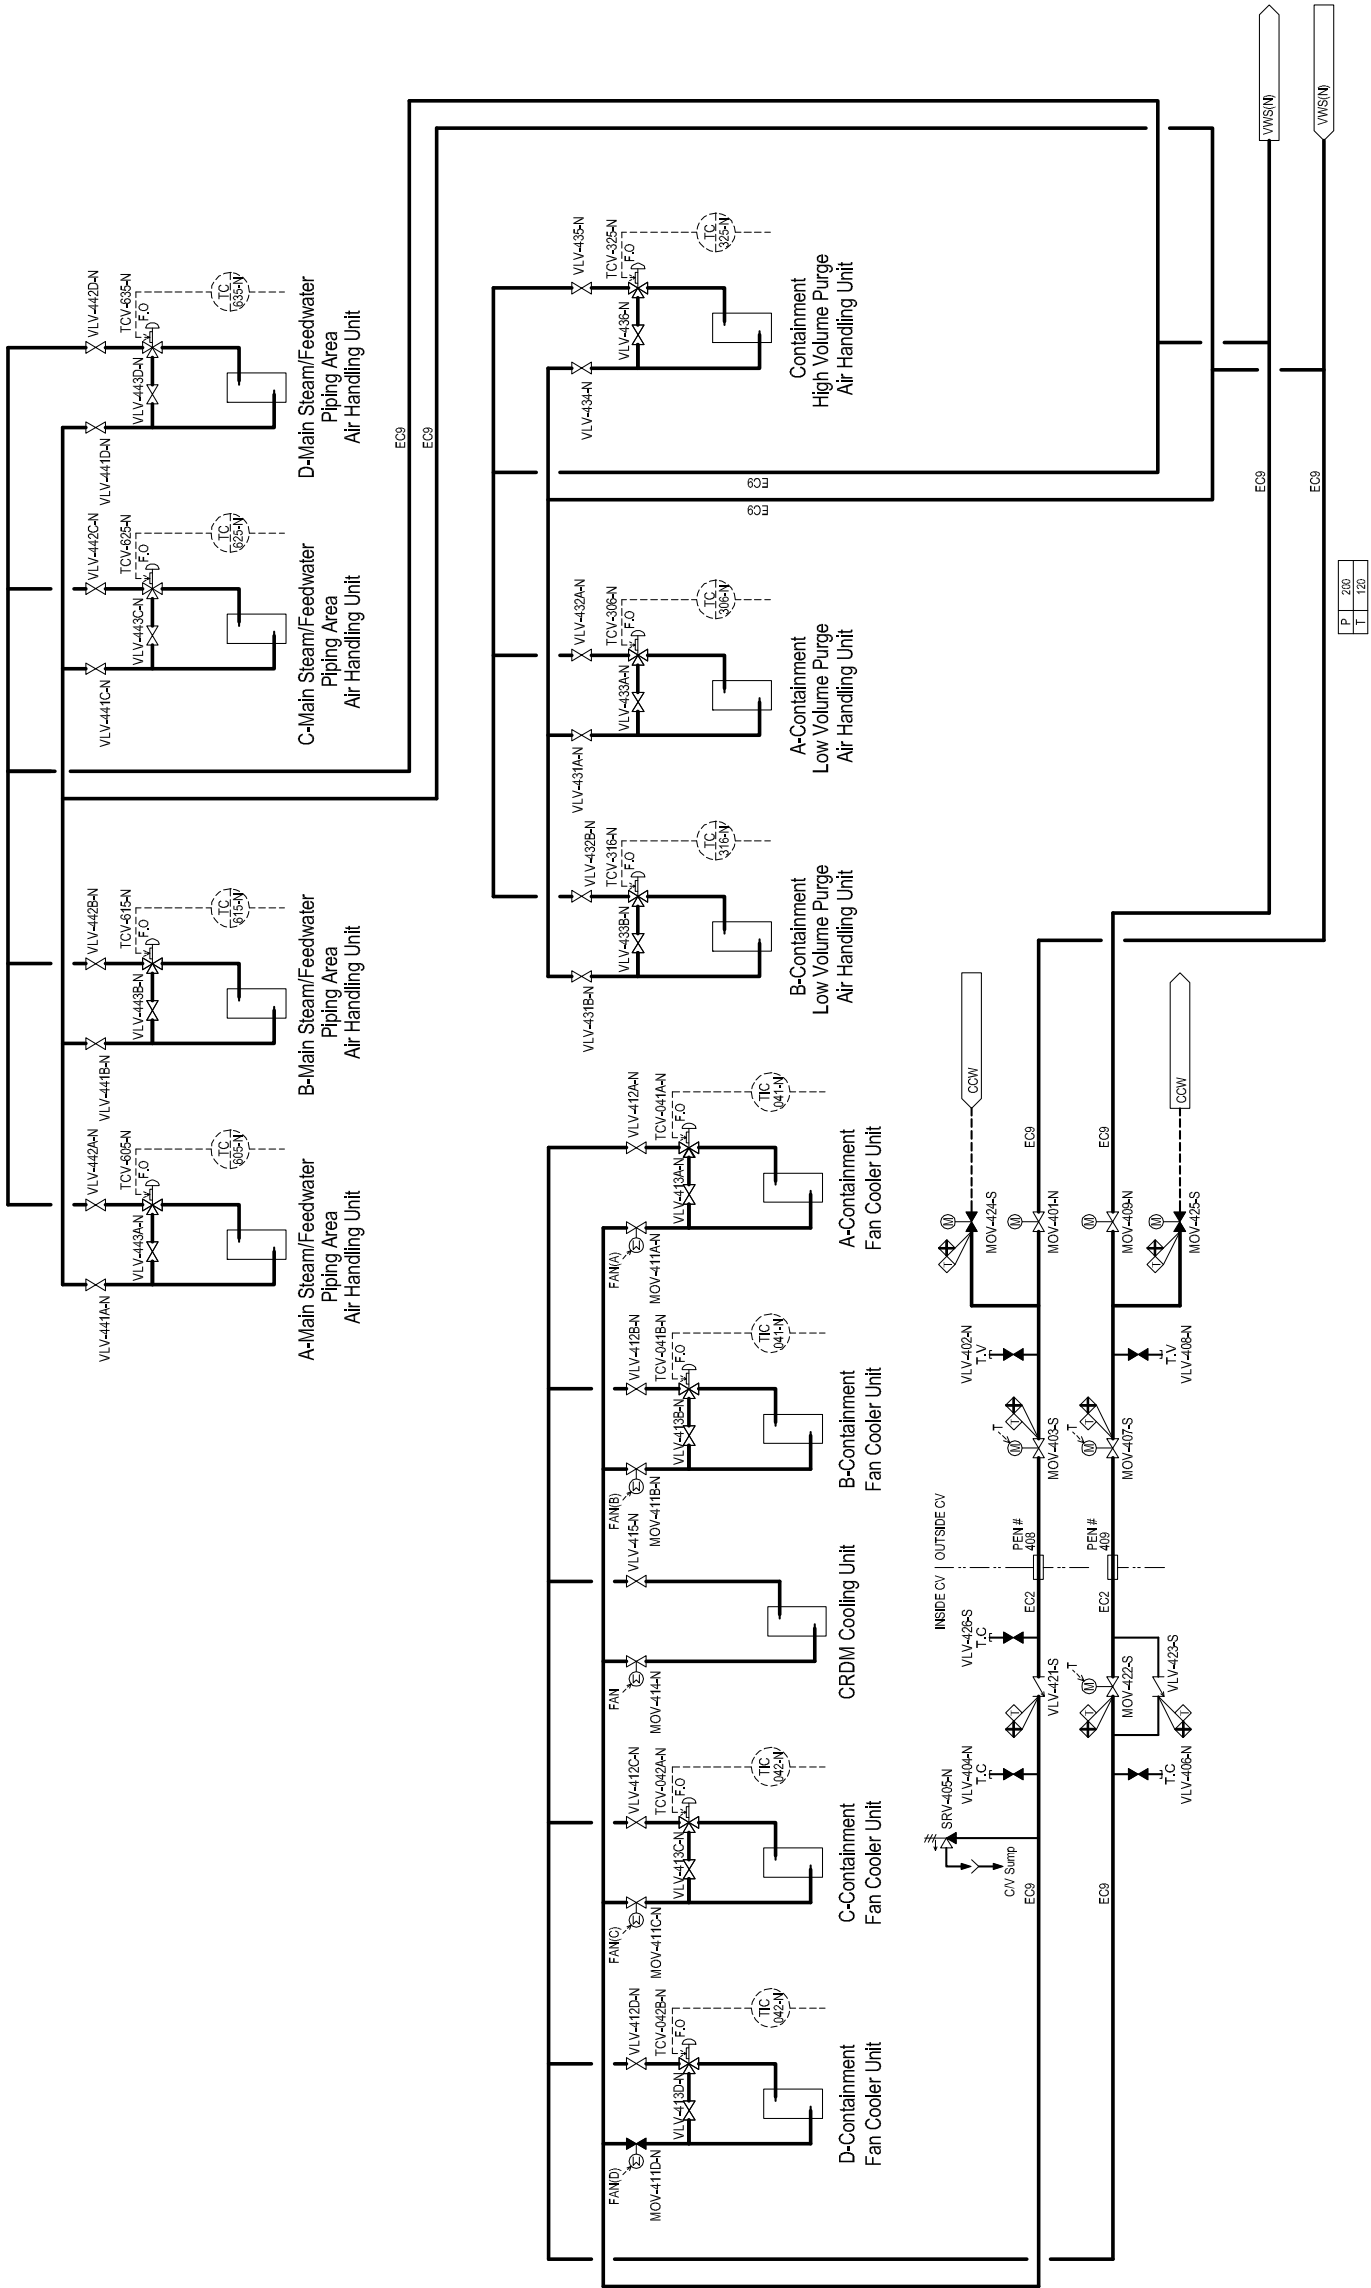 VLV-441A-N
VLV-442A-N
TCV-605-N
F.O
VLV-443A-N
TC
605-N
A-Main Steam/Feedwater
Piping Area
Air Handling Unit
VLV-441B-N
VLV-442B-N
TCV-615-N
F.O
VLV-443B-N
TC
615-N
B-Main Steam/Feedwater
Piping Area
Air Handling Unit
VLV-441C-N
VLV-442C-N
TCV-625-N
F.O
VLV-443C-N
TC
625-N
C-Main Steam/Feedwater
Piping Area
Air Handling Unit
VLV-441D-N
VLV-442D-N
TCV-635-N
F.O
VLV-443D-N
TC
635-N
D-Main Steam/Feedwater
Piping Area
Air Handling Unit
EC9
EC9
FAN(D)
MOV-411D-N
VLV-412D-N
TCV-042B-N
F.O
VLV-413D-N
TIC
042-N
D-Containment
Fan Cooler Unit
FAN(C)
MOV-411C-N
VLV-412C-N
TCV-042A-N
F.O
VLV-413C-N
TIC
042-N
C-Containment
Fan Cooler Unit
FAN
MOV-414-N
VLV-415-N
CRDM Cooling Unit
FAN(B)
MOV-411B-N
VLV-412B-N
TCV-041B-N
F.O
VLV-413B-N
TIC
041-N
B-Containment
Fan Cooler Unit
FAN(A)
MOV-411A-N
VLV-412A-N
TCV-041A-N
F.O
VLV-413A-N
TIC
041-N
A-Containment
Fan Cooler Unit
VLV-431B-N
VLV-432B-N
TCV-316-N
F.O
VLV-433B-N
TC
316-N
B-Containment
Low Volume Purge
Air Handling Unit
VLV-431A-N
VLV-432A-N
TCV-306-N
F.O
VLV-433A-N
TC
306-N
A-Containment
Low Volume Purge
Air Handling Unit
EC9
EC9
VLV-434-N
VLV-435-N
TCV-325-N
F.O
VLV-436-N
TC
325-N
Containment
High Volume Purge
Air Handling Unit
SRV-405-N
C/V Sump
EC9
VLV-404-N
T.C
T
VLV-421-S
VLV-426-S
T.C
INSIDE CV
OUTSIDE CV
EC2
PEN #
408
T
M
T
MOV-403-S
VLV-402-N
T.V
T
M
MOV-424-S
CCW
M
MOV-401-N
EC9
EC9
T.C
VLV-406-N
T
T
M
MOV-422-S
T
VLV-423-S
EC2
PEN #
409
T
M
T
MOV-407-S
T.V
VLV-408-N
M
MOV-409-N
EC9
T
M
MOV-425-S
CCW
EC9
VWS(N)
EC9
VWS(N)
P 200
T 120